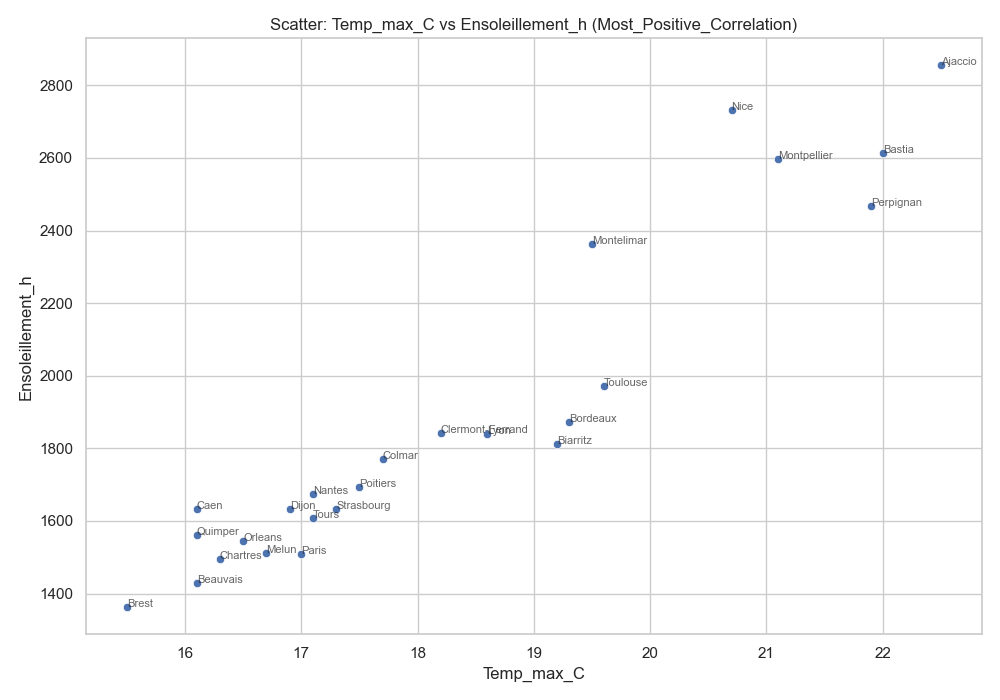 Scatter: Temp_max_C vs Ensoleillement_h (Most_Positive_Correlation)
Ensoleillement_h
2800
2600
2400
2200
2000
1800
1600
1400
Ajaccio
Nice
Bastia
Montpellier
Perpignan
Montelimar
Toulouse
Bordeaux
Clermont-Ferrand
Lyon
Biarritz
Colmar
Poitiers
Nantes
Caen
Dijon
Strasbourg
Tours
Quimper
Orleans
Melun
Paris
Chartres
Beauvais
Brest
16 17 18 19 20 21 22
Temp_max_C